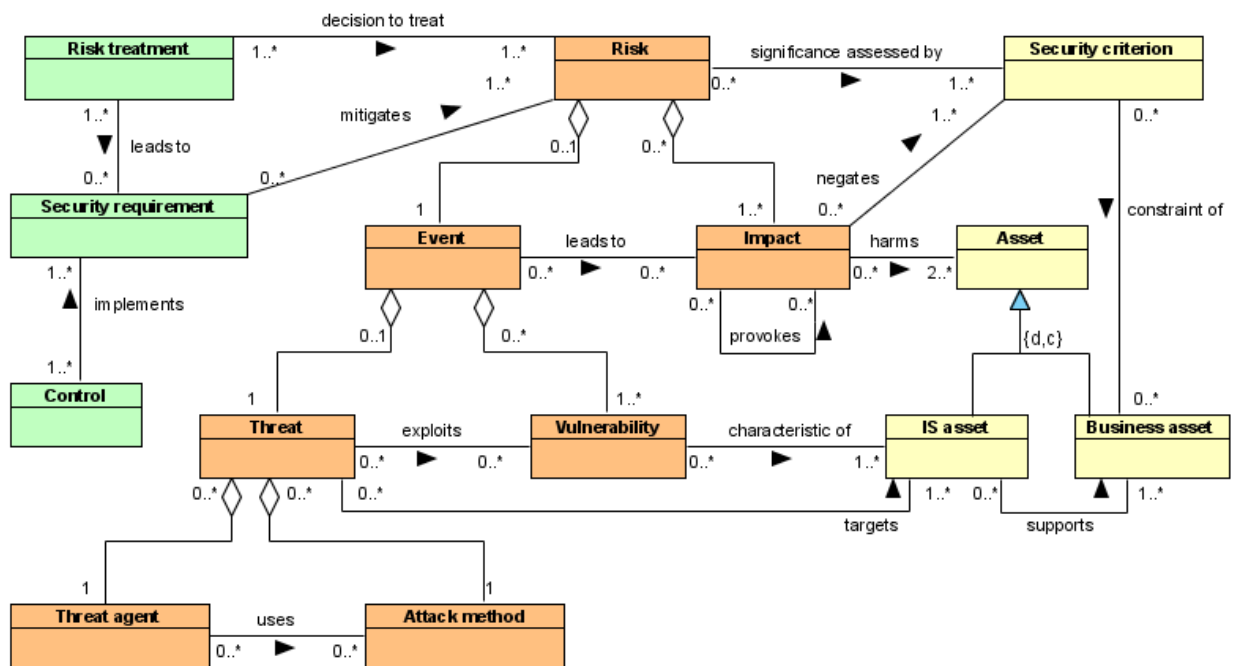 decision to treat
Risk treatment
1..*
1..*
Risk
significance assessed by
0..*
1..*
Security criterion
1..*
mitigates
1..*
1..*
0..*
leads to
0..1
0..*
0..*
0..*
negates
Security requirement
1
1..*
0..*
constraint of
Event
leads to
Impact
harms
Asset
0..*
0..*
0..*
2..*
1..*
implements
0..1
0..*
0..*
0..*
provokes
{d,c}
1..*
Control
1
1..*
0..*
Threat
exploits
Vulnerability
characteristic of
IS asset
Business asset
0..*
0..*
0..*
1..*
0..*
0..*
0..*
1..*
0..*
1..*
targets
supports
1
1
Threat agent
uses
Attack method
0..*
0..*